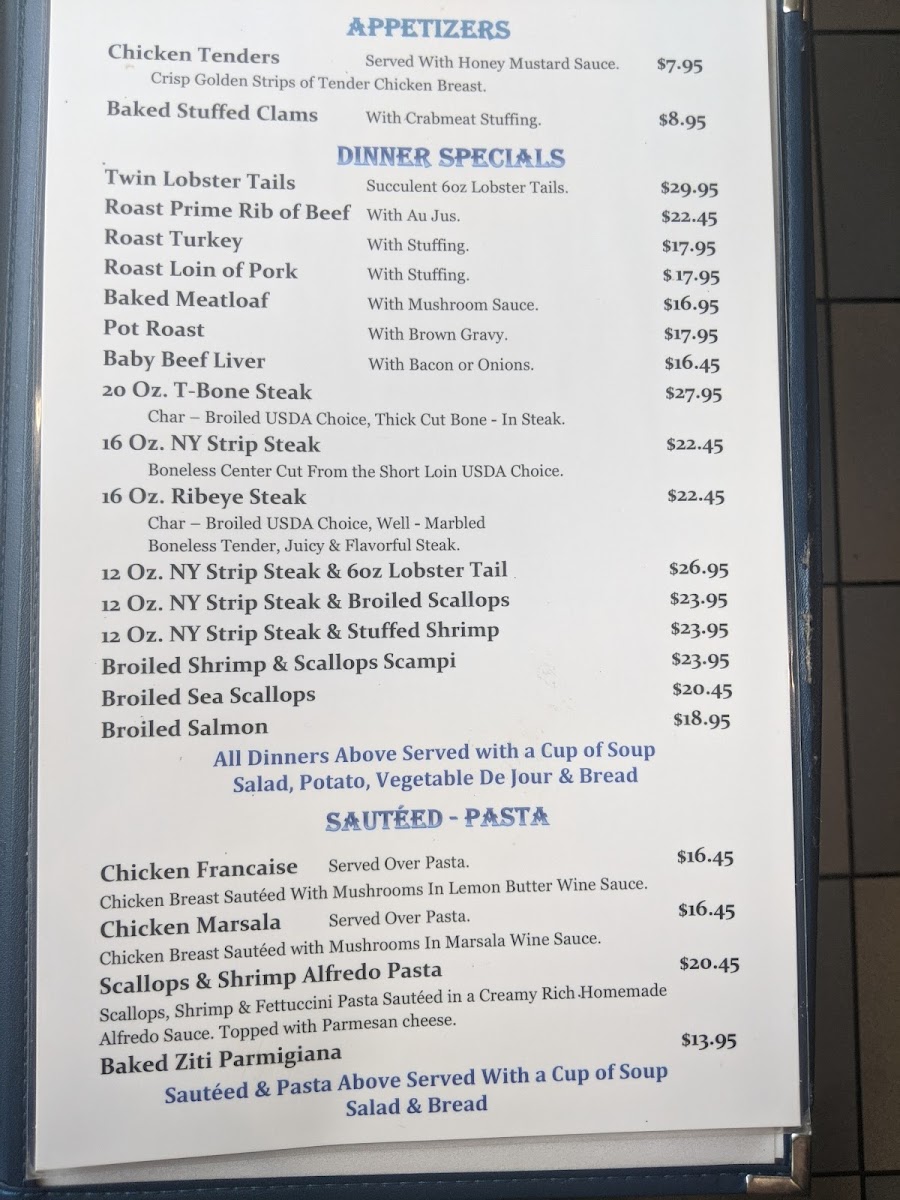 APPETIZERS
Chicken Tenders Served With Honey Mustard Sauce. $7.95
Crisp Golden Strips of Tender Chicken Breast.
Baked Stuffed Clams With Crabmeat Stuffing. $8.95
DINNER SPECIALS
Twin Lobster Tails Succulent 6oz Lobster Tails. $29.95
Roast Prime Rib of Beef With Au Jus. $22.45
Roast Turkey With Stuffing. $17.95
Roast Loin of Pork With Stuffing. $17.95
Baked Meatloaf With Mushroom Sauce. $16.95
Pot Roast With Brown Gravy. $17.95
Baby Beef Liver With Bacon or Onions. $16.45
20 Oz. T-Bone Steak $27.95
Char – Broiled USDA Choice, Thick Cut Bone - In Steak.
16 Oz. NY Strip Steak $22.45
Boneless Center Cut From the Short Loin USDA Choice.
16 Oz. Ribeye Steak $22.45
Char – Broiled USDA Choice, Well - Marbled
Boneless Tender, Juicy & Flavorful Steak.
12 Oz. NY Strip Steak & 6oz Lobster Tail $26.95
12 Oz. NY Strip Steak & Broiled Scallops $23.95
12 Oz. NY Strip Steak & Stuffed Shrimp $23.95
Broiled Shrimp & Scallops Scampi $23.95
Broiled Sea Scallops $20.45
Broiled Salmon $18.95
All Dinners Above Served with a Cup of Soup
Salad, Potato, Vegetable De Jour & Bread
SAUTÉED - PASTA
Chicken Francaise Served Over Pasta. $16.45
Chicken Breast Sautéed With Mushrooms In Lemon Butter Wine Sauce.
Chicken Marsala Served Over Pasta. $16.45
Chicken Breast Sautéed with Mushrooms In Marsala Wine Sauce.
Scallops & Shrimp Alfredo Pasta $20.45
Scallops, Shrimp & Fettuccini Pasta Sautéed in a Creamy Rich Homemade
Alfredo Sauce. Topped with Parmesan cheese.
Baked Ziti Parmigiana $13.95
Sautéed & Pasta Above Served With a Cup of Soup
Salad & Bread